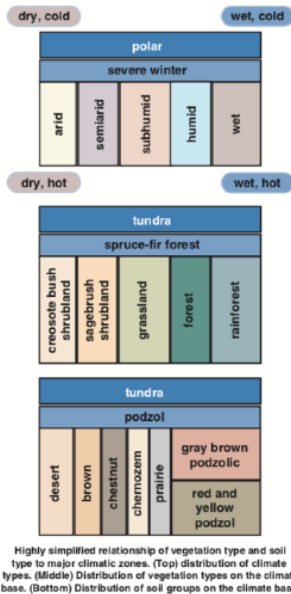 dry, cold
wet, cold
polar
severe winter
arid
semiarid
subhumid
humid
wet
dry, hot
wet, hot
tundra
spruce-fir forest
creosote bush
shrubland
sagebrush
shrubland
grassland
forest
rainforest
tundra
podzol
desert
brown
chestnut
chernozem
prairie
gray brown
podzolic
red and
yellow
podzol
Highly simplified relationship of vegetation type and soil
type to major climatic zones. (Top) distribution of climate
types. (Middle) Distribution of vegetation types on the climat
base. (Bottom) Distribution of soil groups on the climate bas